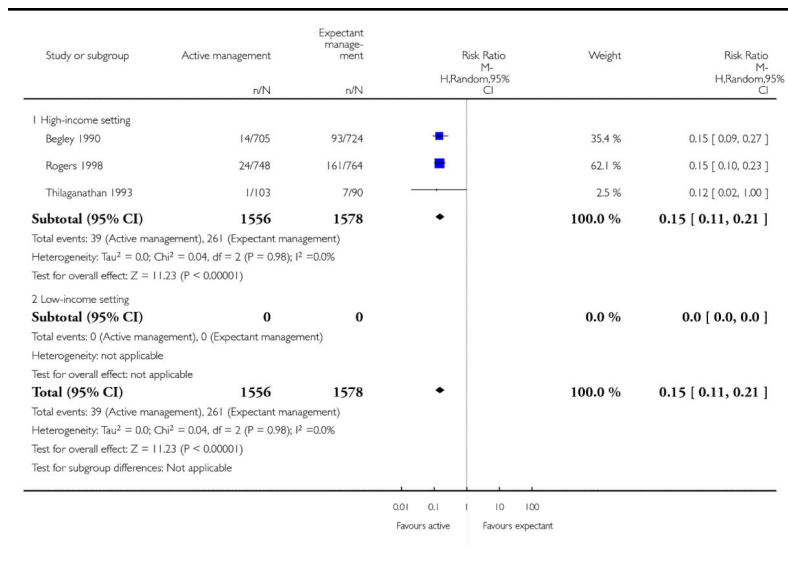 Study or subgroup Active management Expectant manage- ment Risk Ratio Weight Risk Ratio
M- H,Random,95% CI M- H,Random,95% CI
n/N n/N
1 High-income setting
Begley 1990 14/705 93/724 35.4 % 0.15 [ 0.09, 0.27 ]
Rogers 1998 24/748 161/764 62.1 % 0.15 [ 0.10, 0.23 ]
Thilaganathan 1993 1/103 7/90 2.5 % 0.12 [ 0.02, 1.00 ]
Subtotal (95% CI) 1556 1578 100.0 % 0.15 [ 0.11, 0.21 ]
Total events: 39 (Active management), 261 (Expectant management)
Heterogeneity: Tau² = 0.0; Chi² = 0.04, df = 2 (P = 0.98); I² =0.0%
Test for overall effect: Z = 11.23 (P < 0.00001)
2 Low-income setting
Subtotal (95% CI) 0 0 0.0 % 0.0 [ 0.0, 0.0 ]
Total events: 0 (Active management), 0 (Expectant management)
Heterogeneity: not applicable
Test for overall effect: not applicable
Total (95% CI) 1556 1578 100.0 % 0.15 [ 0.11, 0.21 ]
Total events: 39 (Active management), 261 (Expectant management)
Heterogeneity: Tau² = 0.0; Chi² = 0.04, df = 2 (P = 0.98); I² =0.0%
Test for overall effect: Z = 11.23 (P < 0.00001)
Test for subgroup differences: Not applicable
0.01 0.1 1 10 100
Favours active Favours expectant